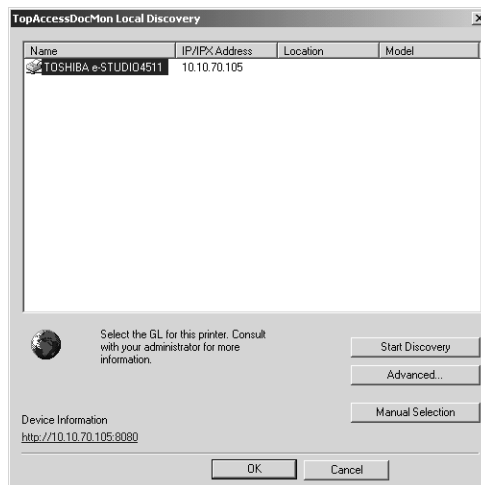 TopAccessDocMon Local Discovery
Name IP/IPX Address Location Model
TOSHIBA e-STUDIO4511 10.10.70.105
Select the GL for this printer. Consult
with your administrator for more
information.
Start Discovery
Advanced...
Manual Selection
Device Information
http://10.10.70.105:8080
OK Cancel